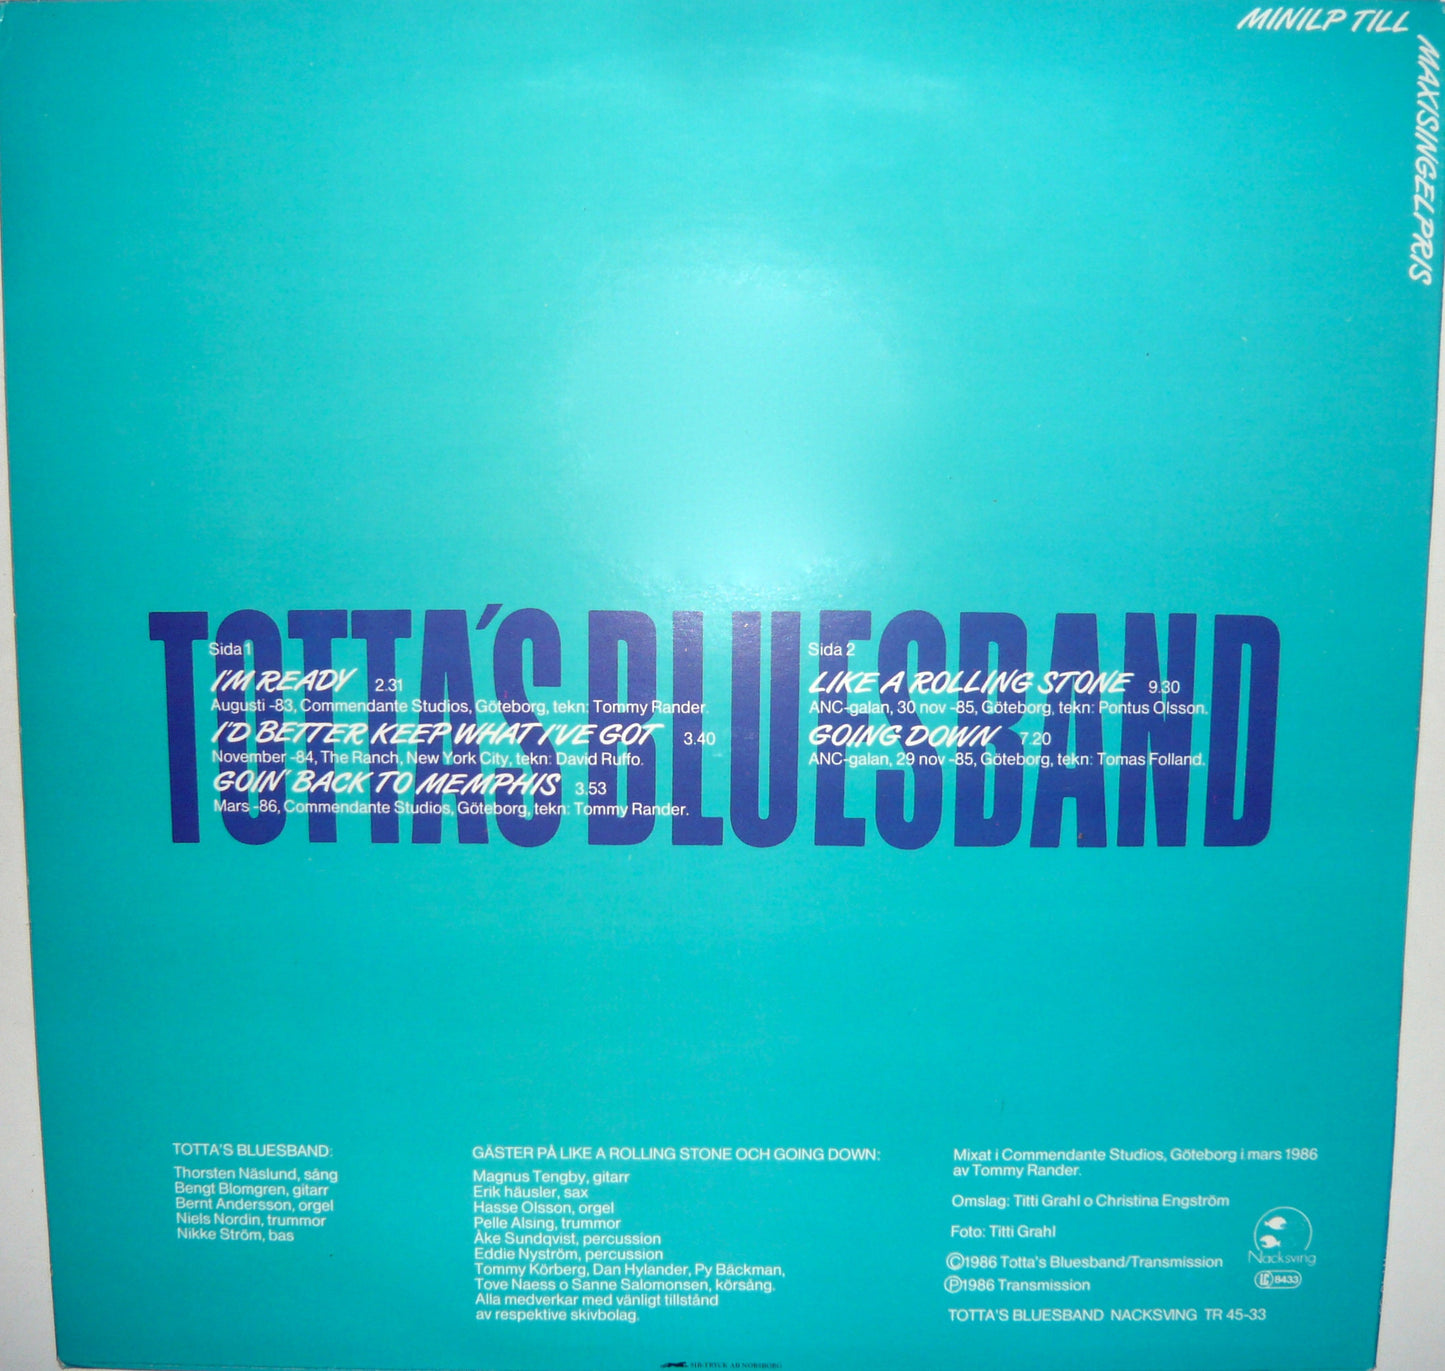 MINILP TILL
MAXISINGELPRIS
TOTTA'S BLUESBAND
Sida 1
I'M READY 2.31
Augusti -83, Commendante Studios, Göteborg, tekn: Tommy Rander.
I'D BETTER KEEP WHAT I'VE GOT 3.40
November -84, The Ranch, New York City, tekn: David Ruffo.
GOIN' BACK TO MEMPHIS 3.53
Mars -86, Commendante Studios, Göteborg, tekn: Tommy Rander.
Sida 2
LIKE A ROLLING STONE 9.30
ANC-galan, 30 nov -85, Göteborg, tekn: Pontus Olsson.
GOING DOWN 7.20
ANC-galan, 29 nov -85, Göteborg, tekn: Tomas Folland.
TOTTA'S BLUESBAND:
Thorsten Näslund, sång
Bengt Blomgren, gitarr
Bernt Andersson, orgel
Niels Nordin, trummor
Nikke Ström, bas
GÄSTER PÅ LIKE A ROLLING STONE OCH GOING DOWN:
Magnus Tengby, gitarr
Erik häusler, sax
Hasse Olsson, orgel
Pelle Alsing, trummor
Åke Sundqvist, percussion
Eddie Nyström, percussion
Tommy Körberg, Dan Hylander, Py Bäckman,
Tove Naess o Sanne Salomonsen, körsång.
Alla medverkar med vänligt tillstånd
av respektive skivbolag.
Mixat i Commendante Studios, Göteborg i mars 1986
av Tommy Rander.
Omslag: Titti Grahl o Christina Engström
Foto: Titti Grahl
©1986 Totta's Bluesband/Transmission
℗1986 Transmission
TOTTA'S BLUESBAND NACKSVING TR 45-33
Nacksving
LC 8433
SIB-TRYCK AB NORSBORG